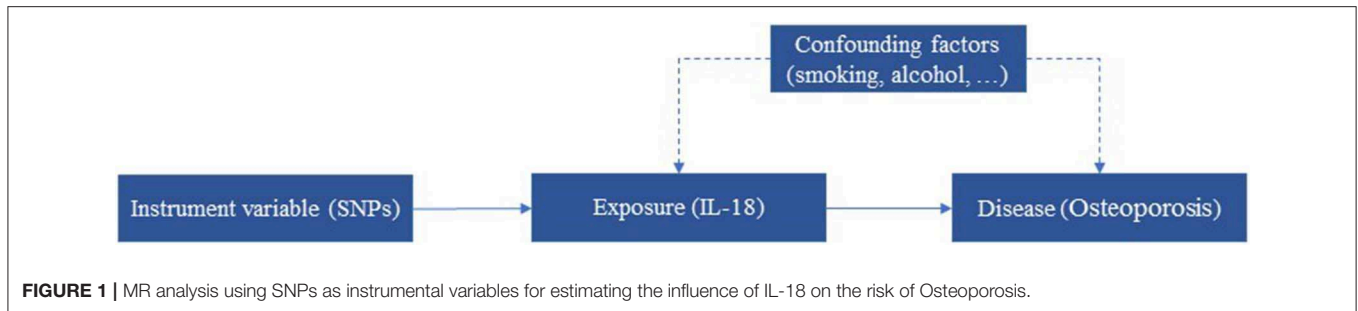 Confounding factors
(smoking, alcohol, …)
Instrument variable (SNPs)
Exposure (IL-18)
Disease (Osteoporosis)
FIGURE 1 | MR analysis using SNPs as instrumental variables for estimating the influence of IL-18 on the risk of Osteoporosis.